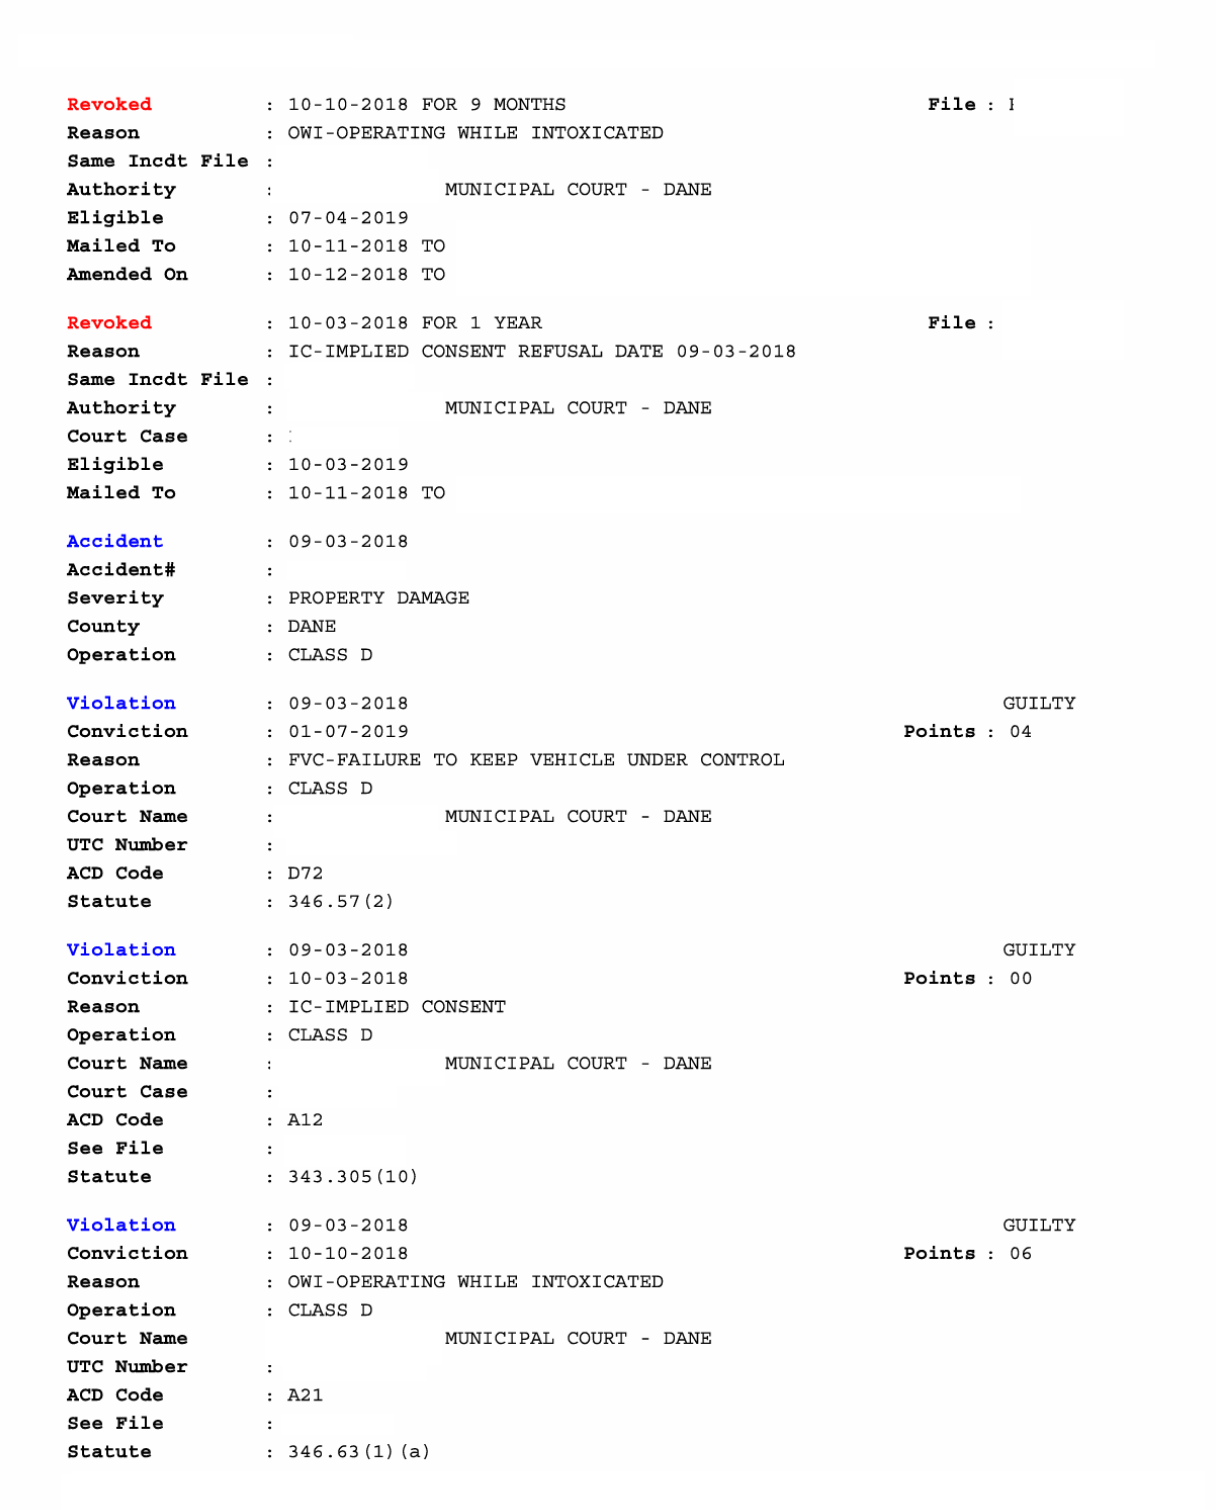 Revoked : 10-10-2018 FOR 9 MONTHS File :
Reason : OWI-OPERATING WHILE INTOXICATED
Same Incdt File :
Authority : MUNICIPAL COURT - DANE
Eligible : 07-04-2019
Mailed To : 10-11-2018 TO
Amended On : 10-12-2018 TO
Revoked : 10-03-2018 FOR 1 YEAR File :
Reason : IC-IMPLIED CONSENT REFUSAL DATE 09-03-2018
Same Incdt File :
Authority : MUNICIPAL COURT - DANE
Court Case :
Eligible : 10-03-2019
Mailed To : 10-11-2018 TO
Accident : 09-03-2018
Accident# :
Severity : PROPERTY DAMAGE
County : DANE
Operation : CLASS D
Violation : 09-03-2018 GUILTY
Conviction : 01-07-2019 Points : 04
Reason : FVC-FAILURE TO KEEP VEHICLE UNDER CONTROL
Operation : CLASS D
Court Name : MUNICIPAL COURT - DANE
UTC Number :
ACD Code : D72
Statute : 346.57(2)
Violation : 09-03-2018 GUILTY
Conviction : 10-03-2018 Points : 00
Reason : IC-IMPLIED CONSENT
Operation : CLASS D
Court Name : MUNICIPAL COURT - DANE
Court Case :
ACD Code : A12
See File :
Statute : 343.305(10)
Violation : 09-03-2018 GUILTY
Conviction : 10-10-2018 Points : 06
Reason : OWI-OPERATING WHILE INTOXICATED
Operation : CLASS D
Court Name MUNICIPAL COURT - DANE
UTC Number :
ACD Code : A21
See File :
Statute : 346.63(1)(a)